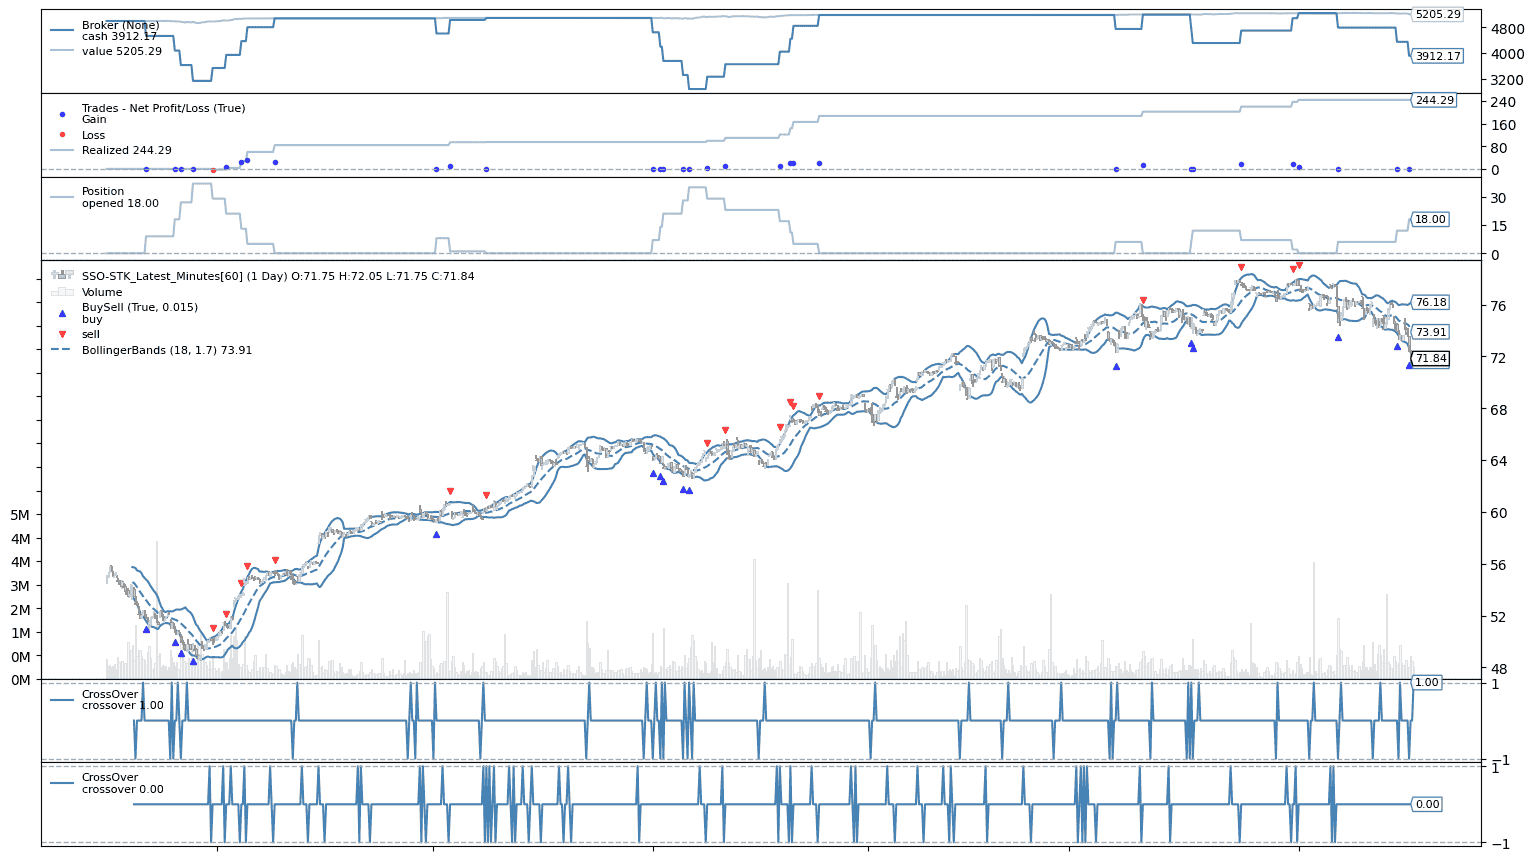 Broker (None)
cash 3912.17
value 5205.29
5205.29
4800
4000
3912.17
3200
Trades - Net Profit/Loss (True)
Gain
Loss
Realized 244.29
244.29
240
160
80
0
Position
opened 18.00
30
18.00
15
0
SSO-STK_Latest_Minutes[60] (1 Day) O:71.75 H:72.05 L:71.75 C:71.84
Volume
BuySell (True, 0.015)
buy
sell
BollingerBands (18, 1.7) 73.91
76.18
76
73.91
71.84
72
68
64
60
56
52
48
5M
4M
4M
3M
2M
1M
0M
0M
CrossOver
crossover 1.00
1.00
1
−1
CrossOver
crossover 0.00
1
0.00
−1